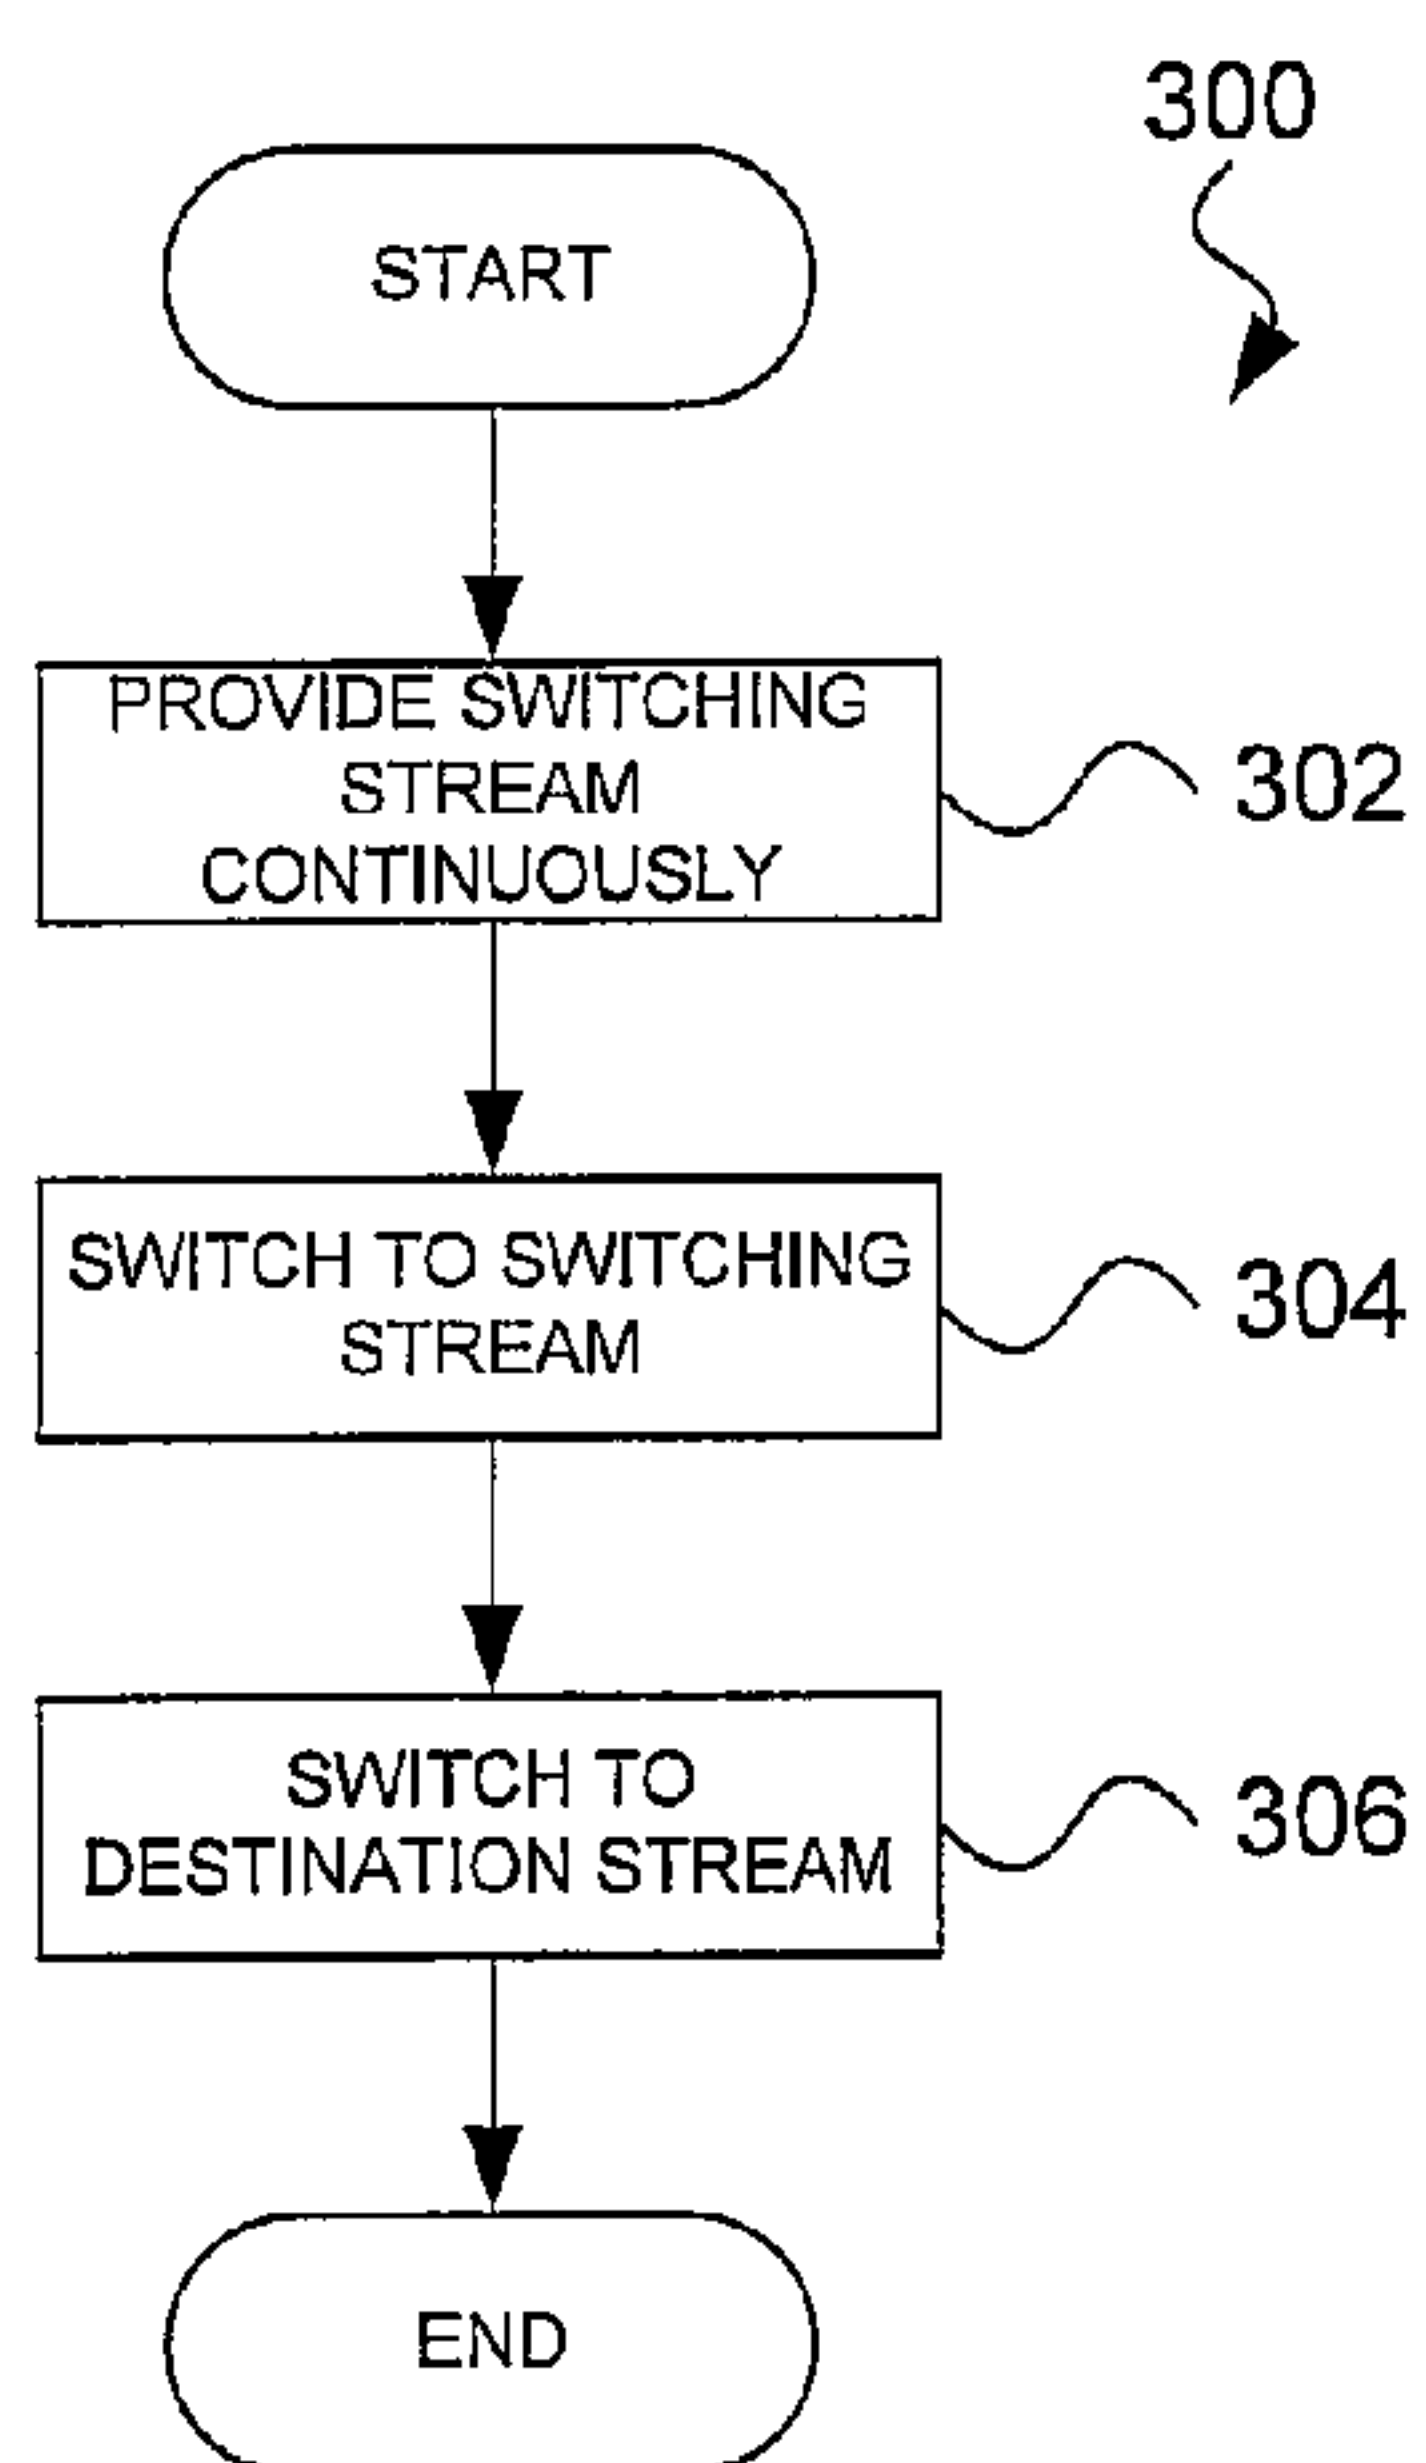 300
START
PROVIDE SWITCHING
STREAM
CONTINUOUSLY
302
SWITCH TO SWITCHING
STREAM
304
SWITCH TO
DESTINATION STREAM
306
END